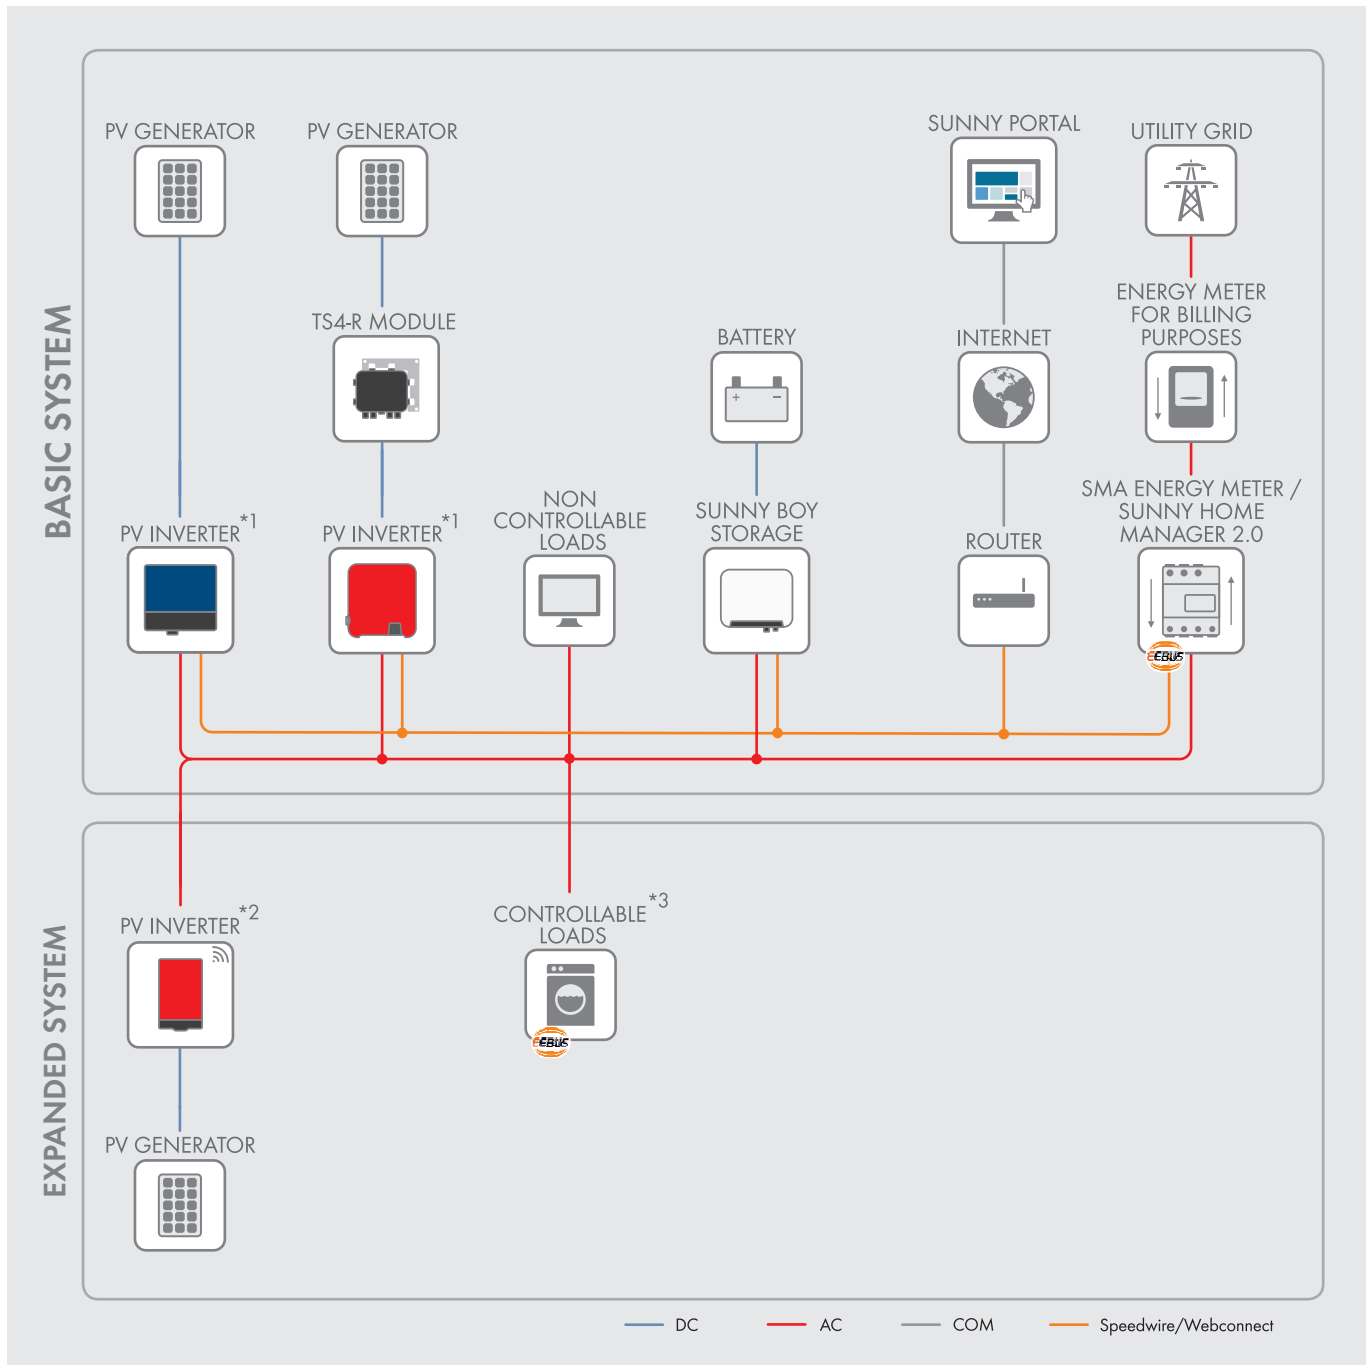 BASIC SYSTEM
PV GENERATOR
PV GENERATOR
SUNNY PORTAL
UTILITY GRID
TS4-R MODULE
BATTERY
INTERNET
ENERGY METER
FOR BILLING
PURPOSES
PV INVERTER*1
PV INVERTER*1
NON
CONTROLLABLE
LOADS
SUNNY BOY
STORAGE
ROUTER
SMA ENERGY METER /
SUNNY HOME
MANAGER 2.0
+ −
EEBUS
EXPANDED SYSTEM
PV INVERTER*2
CONTROLLABLE*3
LOADS
EEBUS
PV GENERATOR
DC
AC
COM
Speedwire/Webconnect